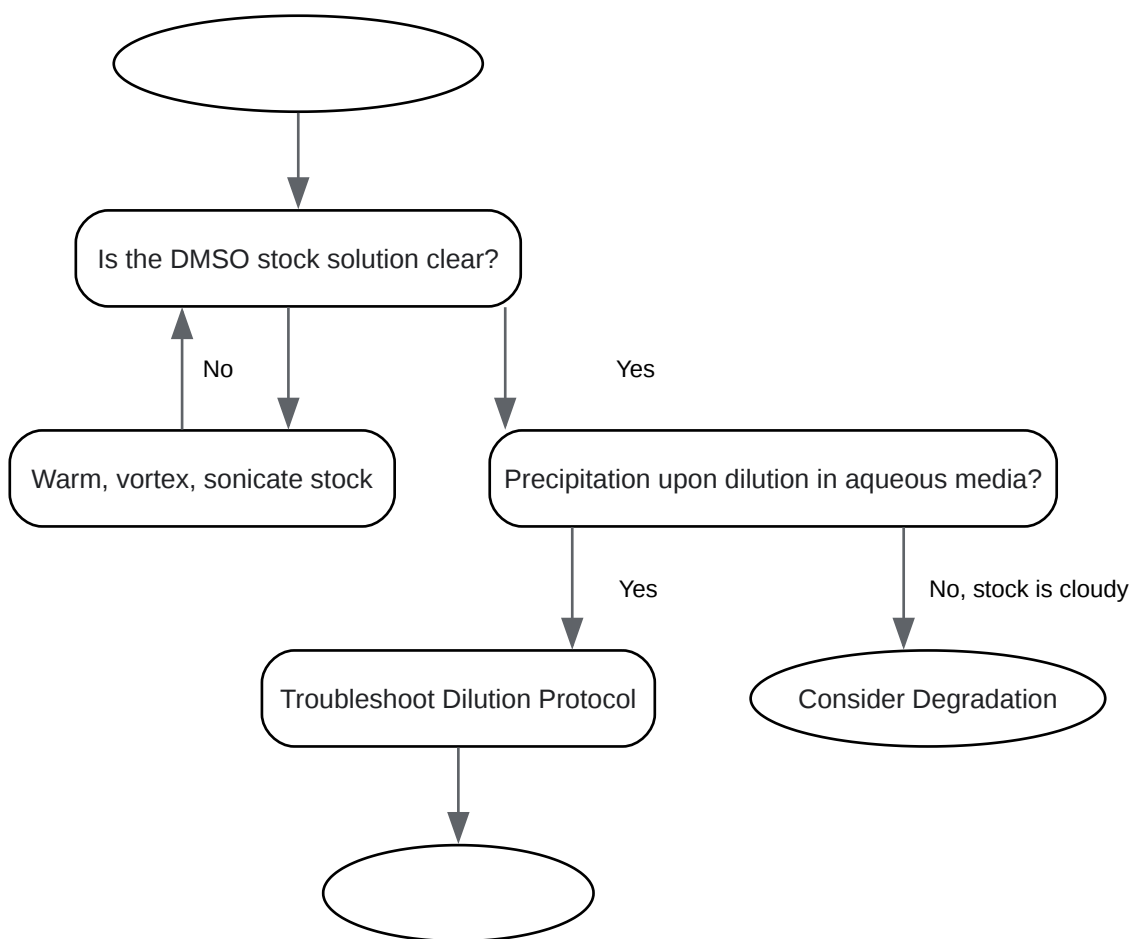 Is the DMSO stock solution clear?
No
Yes
Warm, vortex, sonicate stock
Precipitation upon dilution in aqueous media?
Yes
No, stock is cloudy
Troubleshoot Dilution Protocol
Consider Degradation